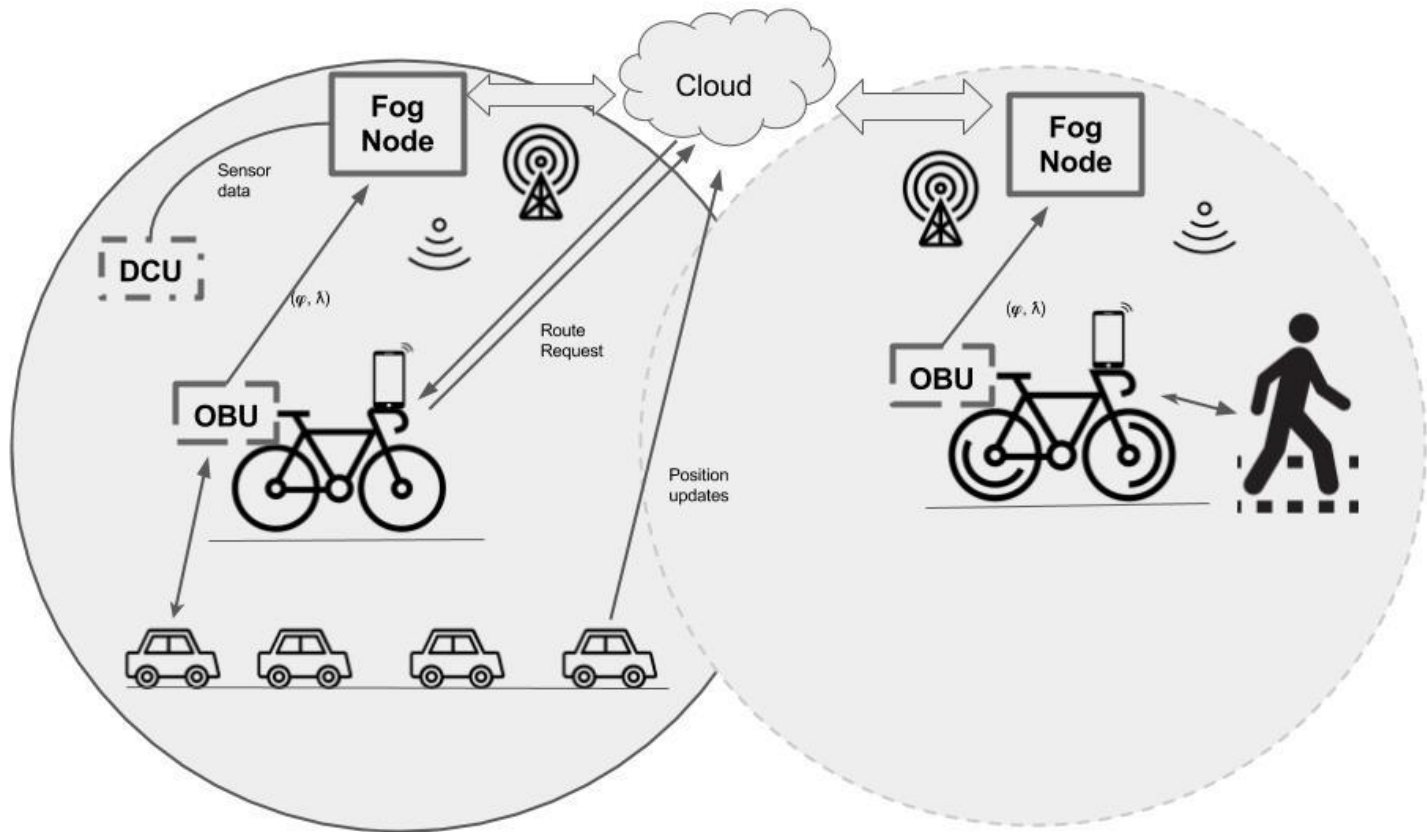 Cloud
Fog
Node
Fog
Node
Sensor
data
DCU
(φ, λ)
Route
Request
(φ, λ)
OBU
OBU
Position
updates